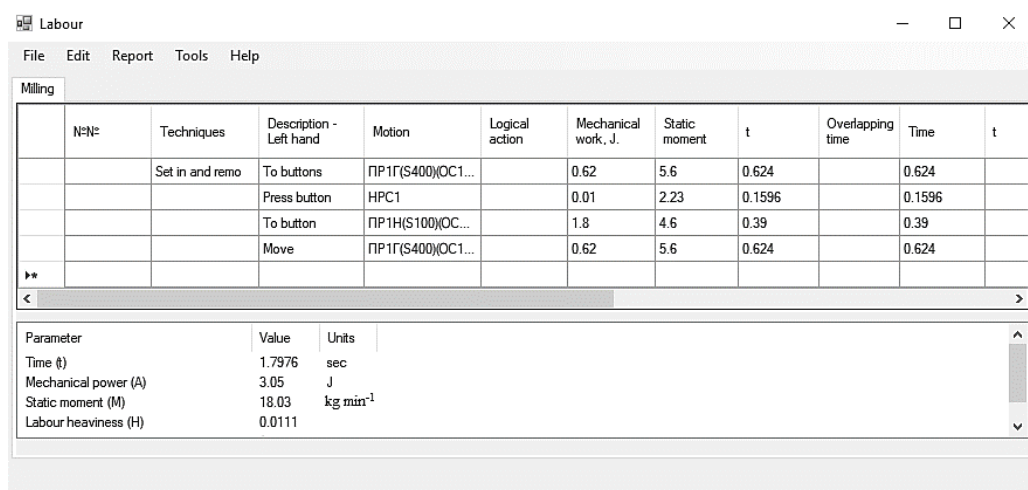 Labour
File Edit Report Tools Help
Milling
№№ Techniques Description - Left hand Motion Logical action Mechanical work, J. Static moment t Overlapping time Time t
Set in and remo To buttons ПР1Г(S400)(ОС1... 0.62 5.6 0.624 0.624
Press button НРС1 0.01 2.23 0.1596 0.1596
To button ПР1Н(S100)(ОС... 1.8 4.6 0.39 0.39
Move ПР1Г(S400)(ОС1... 0.62 5.6 0.624 0.624
Parameter Value Units
Time (t) 1.7976 sec
Mechanical power (A) 3.05 J
Static moment (M) 18.03 kg min-1
Labour heaviness (H) 0.0111